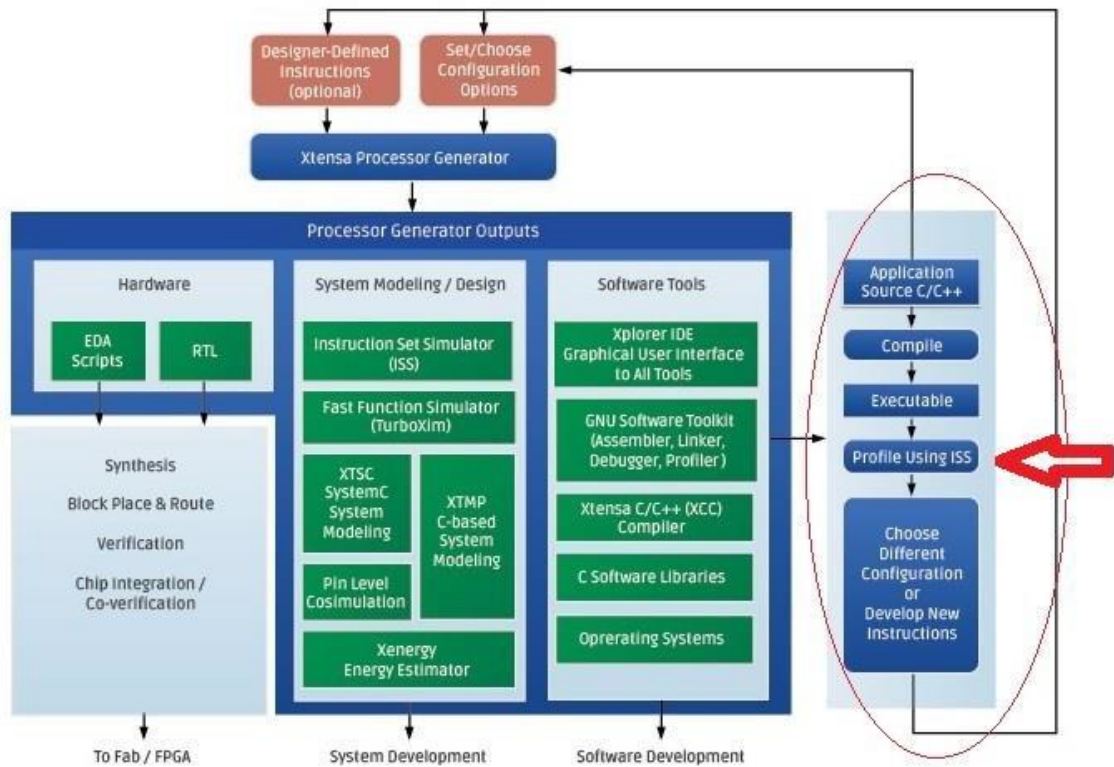 Designer-Defined
Instructions
(optional)
Set/Choose
Configuration
Options
Xtensa Processor Generator
Processor Generator Outputs
Hardware
EDA
Scripts
RTL
Synthesis
Block Place & Route
Verification
Chip Integration /
Co-verification
To Fab / FPGA
System Modeling / Design
Instruction Set Simulator
(ISS)
Fast Function Simulator
(TurboXim)
XTSC
SystemC
System
Modeling
XTMP
C-based
System
Modeling
Pin Level
Cosimulation
Xenergy
Energy Estimator
System Development
Software Tools
Xplorer IDE
Graphical User Interface
to All Tools
GNU Software Toolkit
(Assembler, Linker,
Debugger, Profiler )
Xtensa C/C++ (XCC)
Compiler
C Software Libraries
Oprerating Systems
Software Development
Application
Source C/C++
Compile
Executable
Profile Using ISS
Choose
Different
Configuration
or
Develop New
Instructions